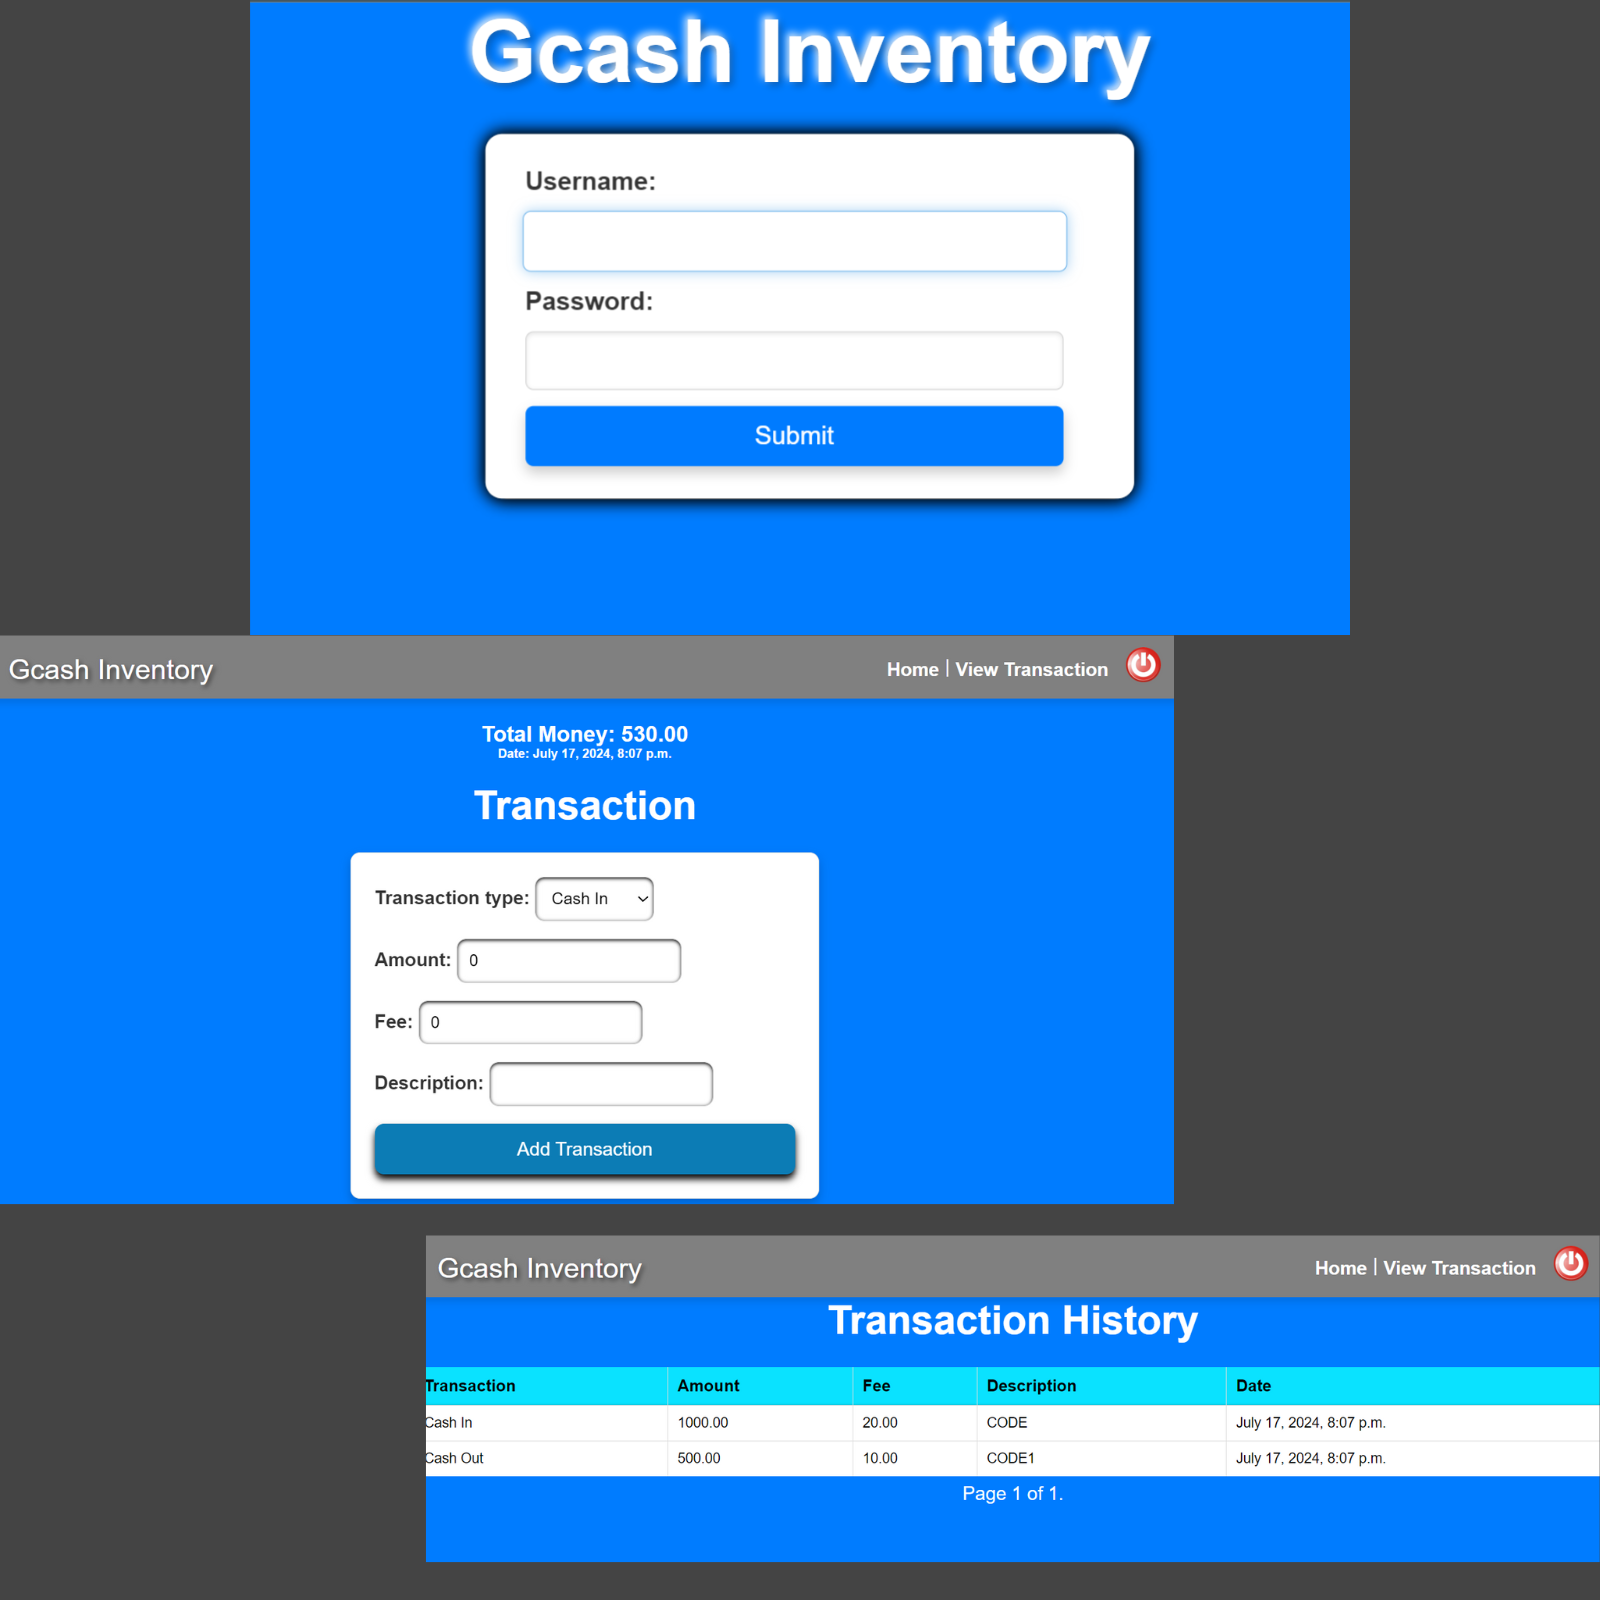 Gcash Inventory
Username:
Password:
Submit
Gcash Inventory
Home | View Transaction
Total Money: 530.00
Date: July 17, 2024, 8:07 p.m.
Transaction
Transaction type: Cash In
Amount: 0
Fee: 0
Description:
Add Transaction
Gcash Inventory
Home | View Transaction
Transaction History
Transaction Amount Fee Description Date
Cash In 1000.00 20.00 CODE July 17, 2024, 8:07 p.m.
Cash Out 500.00 10.00 CODE1 July 17, 2024, 8:07 p.m.
Page 1 of 1.